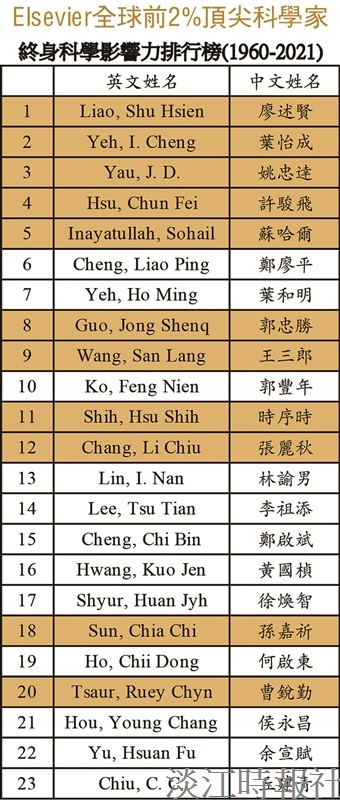 Elsevier全球前2%頂尖科學家
終身科學影響力排行榜(1960-2021)
英文姓名 中文姓名
1 Liao, Shu Hsien 廖述賢
2 Yeh, I. Cheng 葉怡成
3 Yau, J. D. 姚忠達
4 Hsu, Chun Fei 許駿飛
5 Inayatullah, Sohail 蘇哈爾
6 Cheng, Liao Ping 鄭廖平
7 Yeh, Ho Ming 葉和明
8 Guo, Jong Shenq 郭忠勝
9 Wang, San Lang 王三郎
10 Ko, Feng Nien 郭豐年
11 Shih, Hsu Shih 時序時
12 Chang, Li Chiu 張麗秋
13 Lin, I. Nan 林諭男
14 Lee, Tsu Tian 李祖添
15 Cheng, Chi Bin 鄭啟斌
16 Hwang, Kuo Jen 黃國楨
17 Shyur, Huan Jyh 徐煥智
18 Sun, Chia Chi 孫嘉祈
19 Ho, Chii Dong 何啟東
20 Tsaur, Ruey Chyn 曹銳勤
21 Hou, Young Chang 侯永昌
22 Yu, Hsuan Fu 余宣賦
23 Chiu, C. C.
淡江時報社